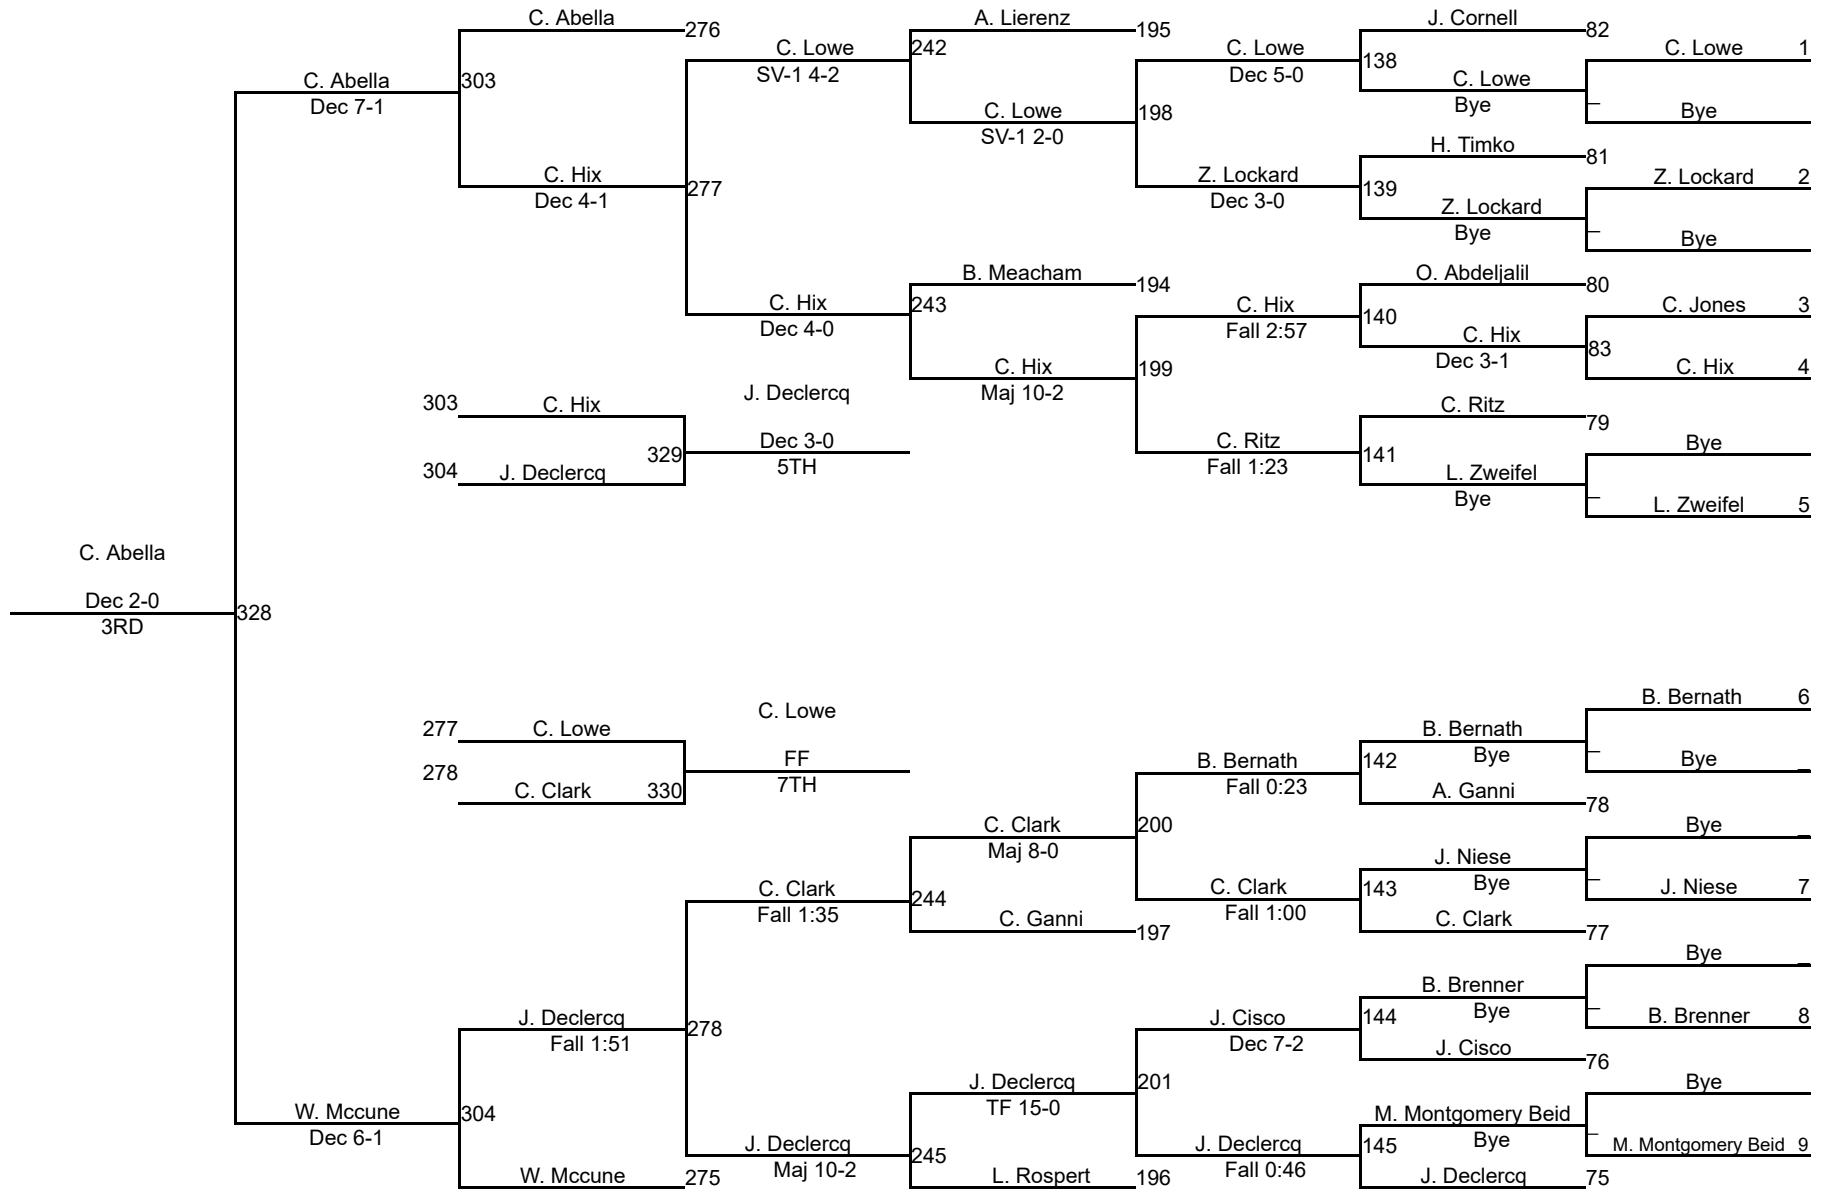 C. Abella
276
A. Lierenz
195
J. Cornell
82
C. Lowe
SV-1 4-2
242
C. Lowe
Dec 5-0
138
C. Lowe 1
C. Abella
Dec 7-1
303
C. Lowe
Bye
C. Lowe
SV-1 2-0
198
Bye
H. Timko
81
C. Hix
Dec 4-1
277
Z. Lockard
Dec 3-0
139
Z. Lockard 2
Z. Lockard
Bye
Bye
B. Meacham
194
O. Abdeljalil
80
C. Hix
Dec 4-0
243
C. Hix
Fall 2:57
140
C. Jones 3
C. Hix
Dec 3-1
83
C. Hix
Maj 10-2
199
C. Hix 4
J. Declercq
303
C. Hix
C. Ritz
79
329
Dec 3-0
5TH
C. Ritz
Fall 1:23
141
Bye
304
J. Declercq
L. Zweifel
Bye
L. Zweifel 5
C. Abella
Dec 2-0
3RD
328
B. Bernath 6
C. Lowe
277
C. Lowe
B. Bernath
Bye
FF
7TH
B. Bernath
Fall 0:23
142
Bye _
278
C. Clark
330
A. Ganni
78
C. Clark
Maj 8-0
200
Bye _
J. Niese
Bye
C. Clark
Fall 1:35
244
C. Clark
Fall 1:00
143
J. Niese 7
C. Ganni
197
C. Clark
77
Bye _
B. Brenner
Bye
J. Declercq
Fall 1:51
278
J. Cisco
Dec 7-2
144
B. Brenner 8
J. Cisco
76
J. Declercq
TF 15-0
201
Bye
W. Mccune
Dec 6-1
304
M. Montgomery Beid
Bye
J. Declercq
Maj 10-2
245
J. Declercq
Fall 0:46
145
M. Montgomery Beid 9
W. Mccune
275
L. Rospert
196
J. Declercq
75